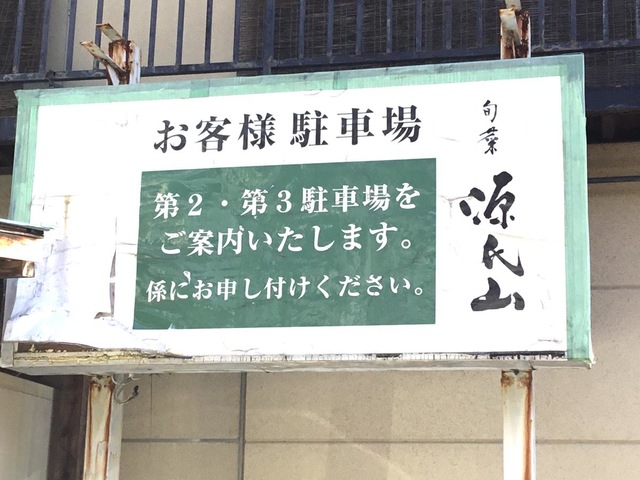 お客様 駐車場
第2・第3駐車場を
ご案内いたします。
係にお申し付けください。
旬菜
源氏山